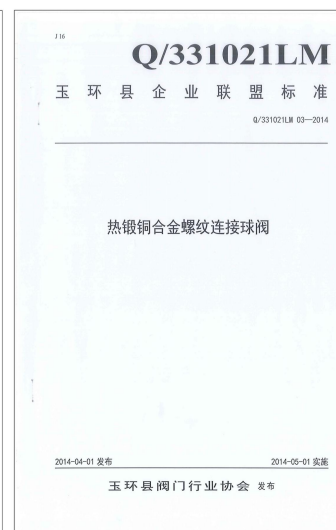 J 16
Q/331021LM
玉环县企业联盟标准
Q/331021LM 03—2014
热锻铜合金螺纹连接球阀
2014-04-01 发布
2014-05-01 实施
玉环县阀门行业协会 发布